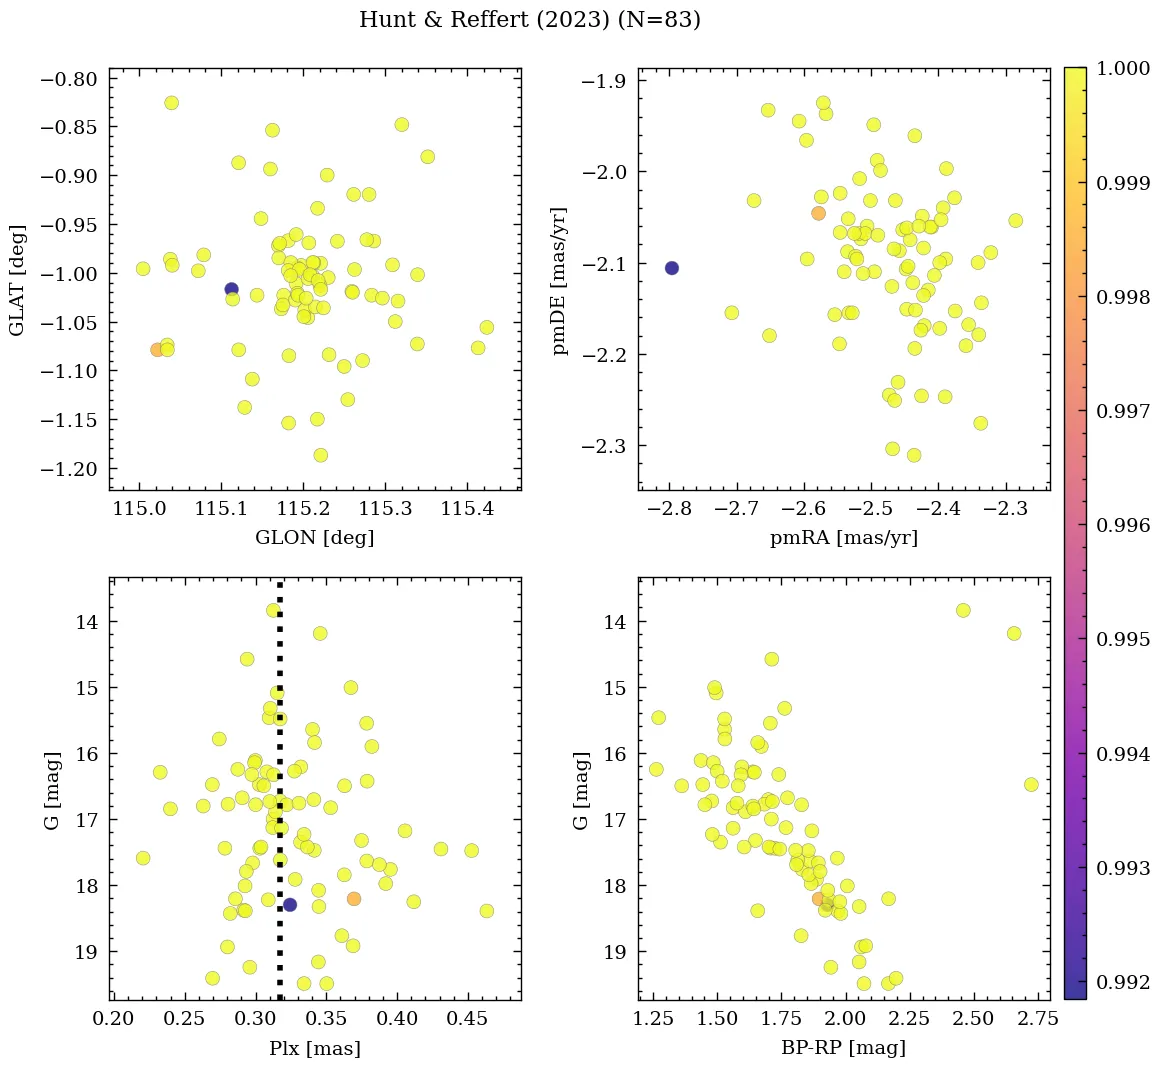 Hunt & Reffert (2023) (N=83)
−0.80
−0.85
−0.90
−0.95
−1.00
−1.05
−1.10
−1.15
−1.20
GLAT [deg]
115.0 115.1 115.2 115.3 115.4
GLON [deg]
−1.9
−2.0
−2.1
−2.2
−2.3
pmDE [mas/yr]
−2.8 −2.7 −2.6 −2.5 −2.4 −2.3
pmRA [mas/yr]
14
15
16
17
18
19
G [mag]
0.20 0.25 0.30 0.35 0.40 0.45
Plx [mas]
14
15
16
17
18
19
G [mag]
1.25 1.50 1.75 2.00 2.25 2.50 2.75
BP-RP [mag]
1.000
0.999
0.998
0.997
0.996
0.995
0.994
0.993
0.992